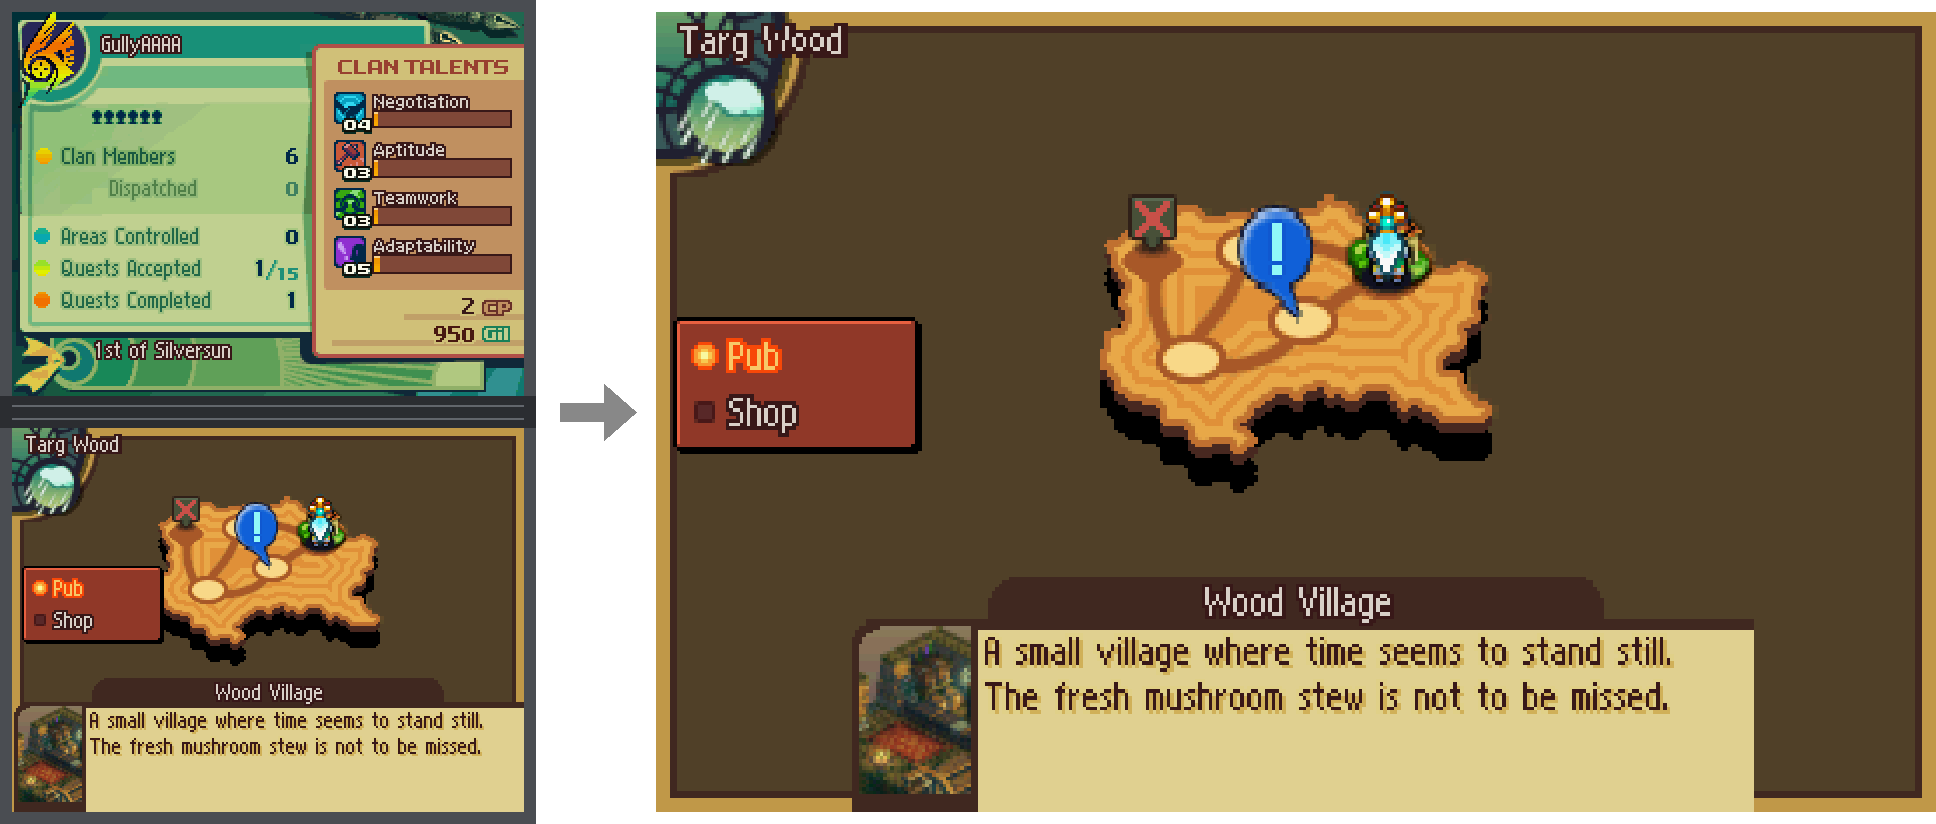 GullyAAAA
CLAN TALENTS
Negotiation
04
Aptitude
03
Teamwork
03
Adaptability
05
2 CP
950 Gil
Clan Members 6
Dispatched 0
Areas Controlled 0
Quests Accepted 1/15
Quests Completed 1
1st of Silversun
Targ Wood
!
Pub
Shop
Wood Village
A small village where time seems to stand still.
The fresh mushroom stew is not to be missed.
Targ Wood
!
Pub
Shop
Wood Village
A small village where time seems to stand still.
The fresh mushroom stew is not to be missed.